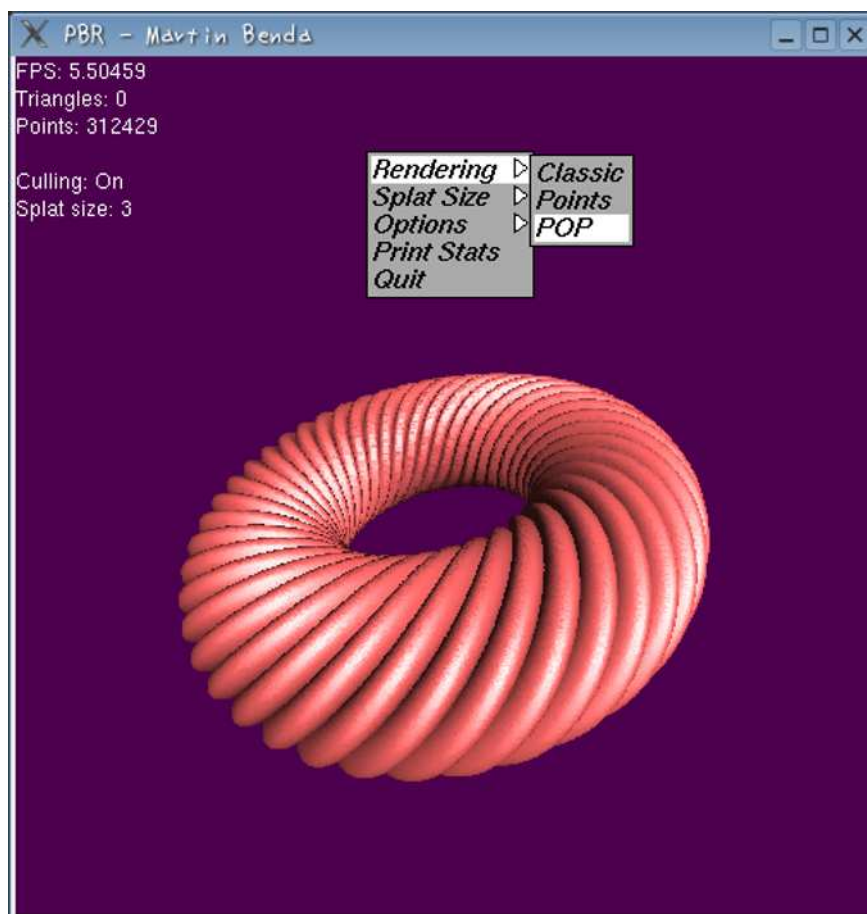 PBR - Martin Benda
FPS: 5.50459
Triangles: 0
Points: 312429
Culling: On
Splat size: 3
Rendering
Splat Size
Options
Print Stats
Quit
Classic
Points
POP